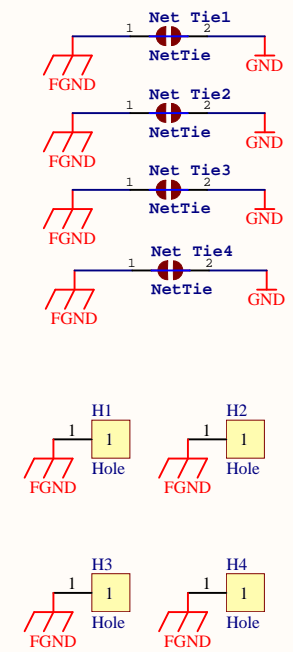 Net Tie1
1 2
NetTie
FGND GND
Net Tie2
1 2
NetTie
FGND GND
Net Tie3
1 2
NetTie
FGND GND
Net Tie4
1 2
NetTie
FGND GND
H1 H2
1 1 1 1
Hole Hole
FGND FGND
H3 H4
1 1 1 1
Hole Hole
FGND FGND